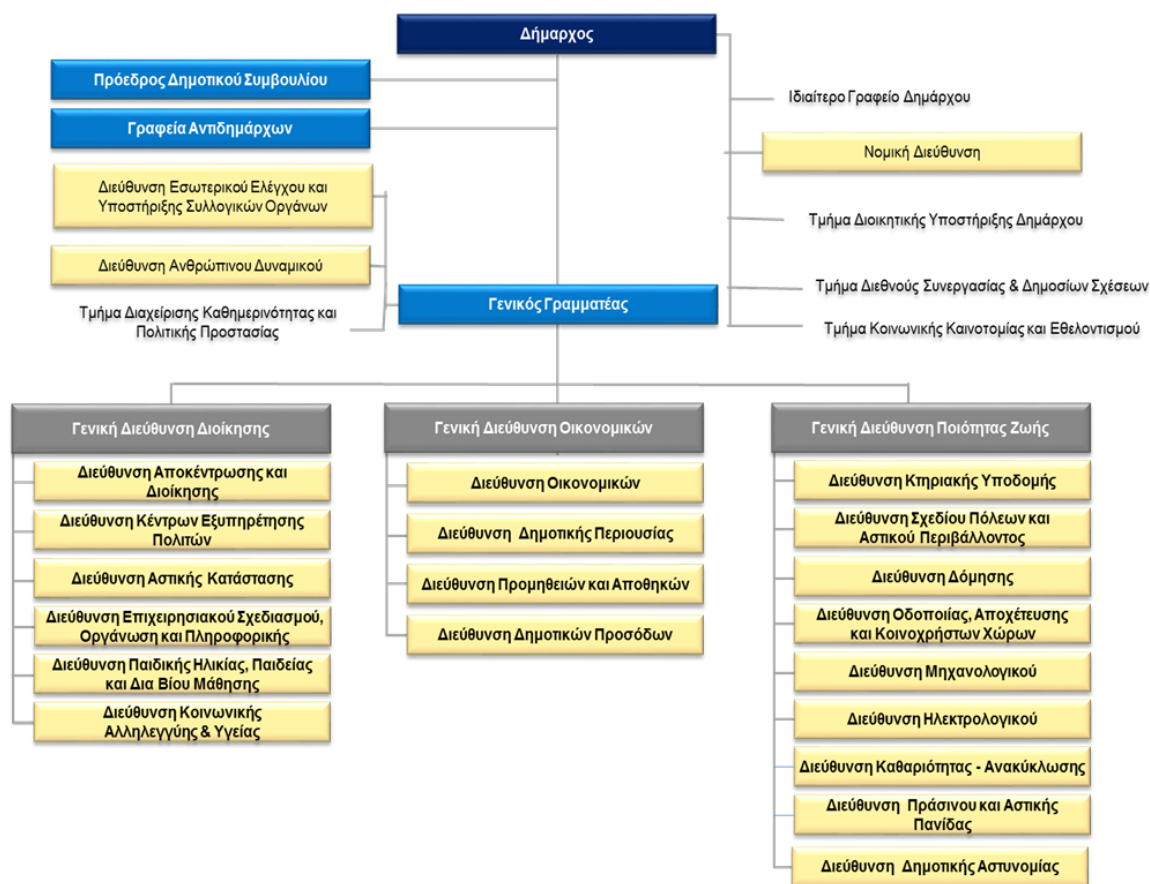 Δήμαρχος
Πρόεδρος Δημοτικού Συμβουλίου
Γραφεία Αντιδημάρχων
Διεύθυνση Εσωτερικού Ελέγχου και
Υποστήριξης Συλλογικών Οργάνων
Διεύθυνση Ανθρώπινου Δυναμικού
Τμήμα Διαχείρισης Καθημερινότητας και
Πολιτικής Προστασίας
Ιδιαίτερο Γραφείο Δημάρχου
Νομική Διεύθυνση
Τμήμα Διοικητικής Υποστήριξης Δημάρχου
Τμήμα Διεθνούς Συνεργασίας & Δημοσίων Σχέσεων
Τμήμα Κοινωνικής Καινοτομίας και Εθελοντισμού
Γενικός Γραμματέας
Γενική Διεύθυνση Διοίκησης
Διεύθυνση Αποκέντρωσης και
Διοίκησης
Διεύθυνση Κέντρων Εξυπηρέτησης
Πολιτών
Διεύθυνση Αστικής Κατάστασης
Διεύθυνση Επιχειρησιακού Σχεδιασμού,
Οργάνωση και Πληροφορικής
Διεύθυνση Παιδικής Ηλικίας, Παιδείας
και Δια Βίου Μάθησης
Διεύθυνση Κοινωνικής
Αλληλεγγύης & Υγείας
Γενική Διεύθυνση Οικονομικών
Διεύθυνση Οικονομικών
Διεύθυνση Δημοτικής Περιουσίας
Διεύθυνση Προμηθειών και Αποθηκών
Διεύθυνση Δημοτικών Προσόδων
Γενική Διεύθυνση Ποιότητας Ζωής
Διεύθυνση Κτηριακής Υποδομής
Διεύθυνση Σχεδίου Πόλεων και
Αστικού Περιβάλλοντος
Διεύθυνση Δόμησης
Διεύθυνση Οδοποιίας, Αποχέτευσης
και Κοινοχρήστων Χώρων
Διεύθυνση Μηχανολογικού
Διεύθυνση Ηλεκτρολογικού
Διεύθυνση Καθαριότητας - Ανακύκλωσης
Διεύθυνση Πράσινου και Αστικής
Πανίδας
Διεύθυνση Δημοτικής Αστυνομίας